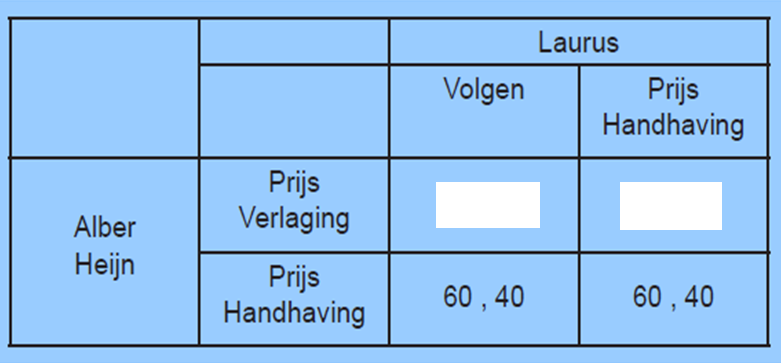 Laurus
Volgen
Prijs
Handhaving
Alber
Heijn
Prijs
Verlaging
Prijs
Handhaving
60 , 40
60 , 40